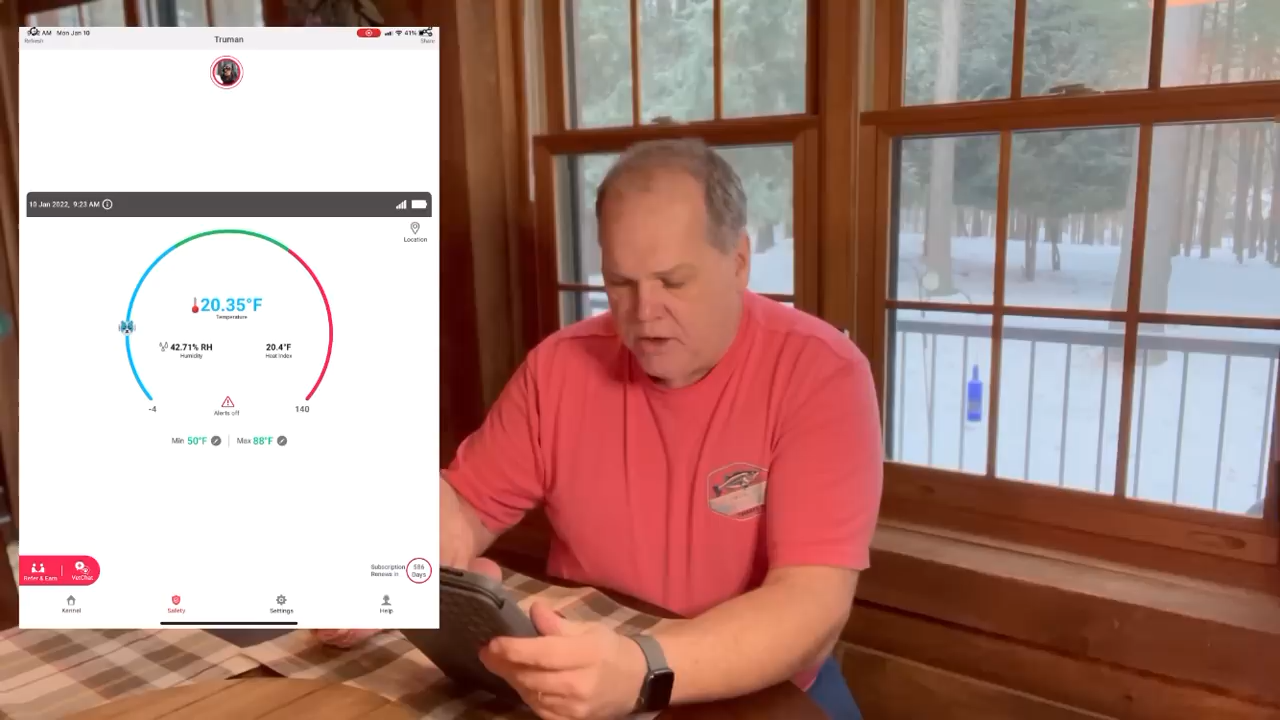 AM Mon Jan 10
41%
Refresh
Truman
Share
10 Jan 2022, 9:23 AM
Location
20.35°F
Temperature
42.71% RH
20.4°F
Humidity
Heat Index
-4
Alerts off
140
Min 50°F
Max 88°F
Refer & Earn
VetChat
Subscription
Renews in
586
Days
Kennel
Safety
Settings
Help